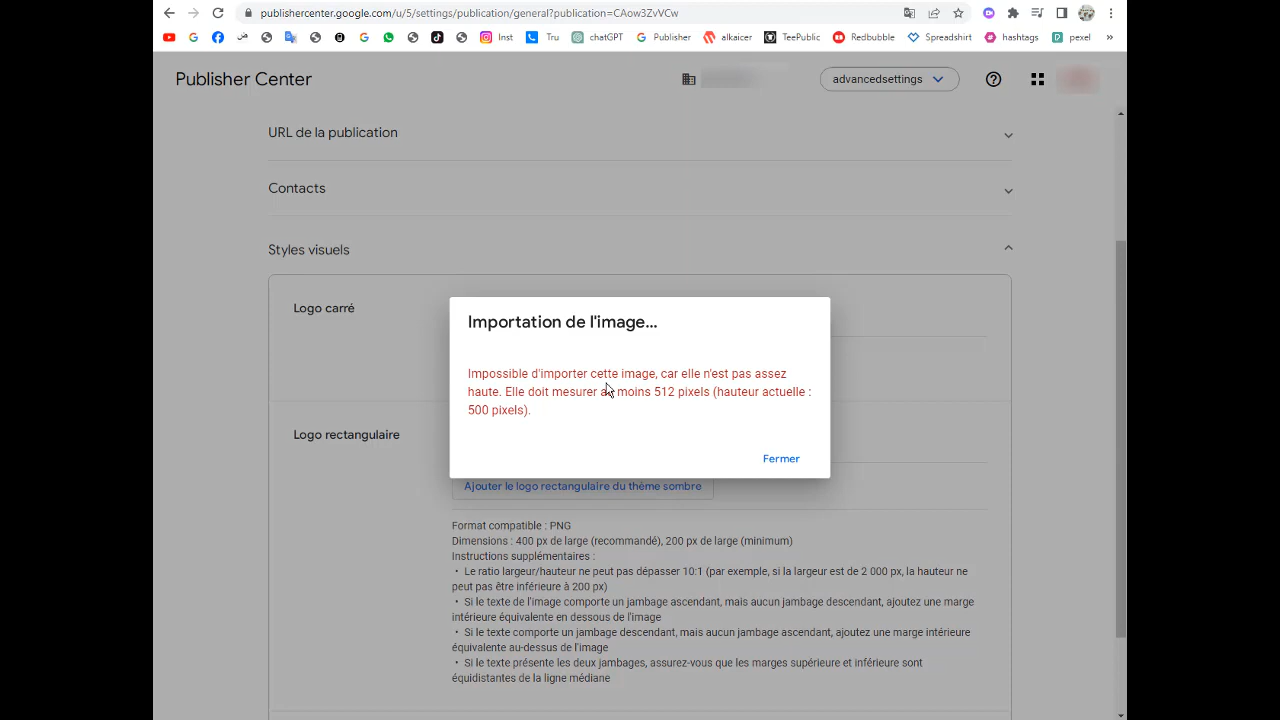 publishercenter.google.com/u/5/settings/publication/general?publication=CAow3ZvVCw
Inst
Tru
chatGPT
Publisher
alkaicer
TeePublic
Redbubble
Spreadshirt
hashtags
pexel
»
Publisher Center
advancedsettings
URL de la publication
Contacts
Styles visuels
Logo carré
Importation de l'image...
Impossible d'importer cette image, car elle n'est pas assez
haute. Elle doit mesurer au moins 512 pixels (hauteur actuelle :
500 pixels).
Fermer
Logo rectangulaire
Ajouter le logo rectangulaire du thème sombre
Format compatible : PNG
Dimensions : 400 px de large (recommandé), 200 px de large (minimum)
Instructions supplémentaires :
• Le ratio largeur/hauteur ne peut pas dépasser 10:1 (par exemple, si la largeur est de 2 000 px, la hauteur ne
peut pas être inférieure à 200 px)
• Si le texte de l'image comporte un jambage ascendant, mais aucun jambage descendant, ajoutez une marge
intérieure équivalente en dessous de l'image
• Si le texte comporte un jambage descendant, mais aucun jambage ascendant, ajoutez une marge intérieure
équivalente au-dessus de l'image
• Si le texte présente les deux jambages, assurez-vous que les marges supérieure et inférieure sont
équidistantes de la ligne médiane